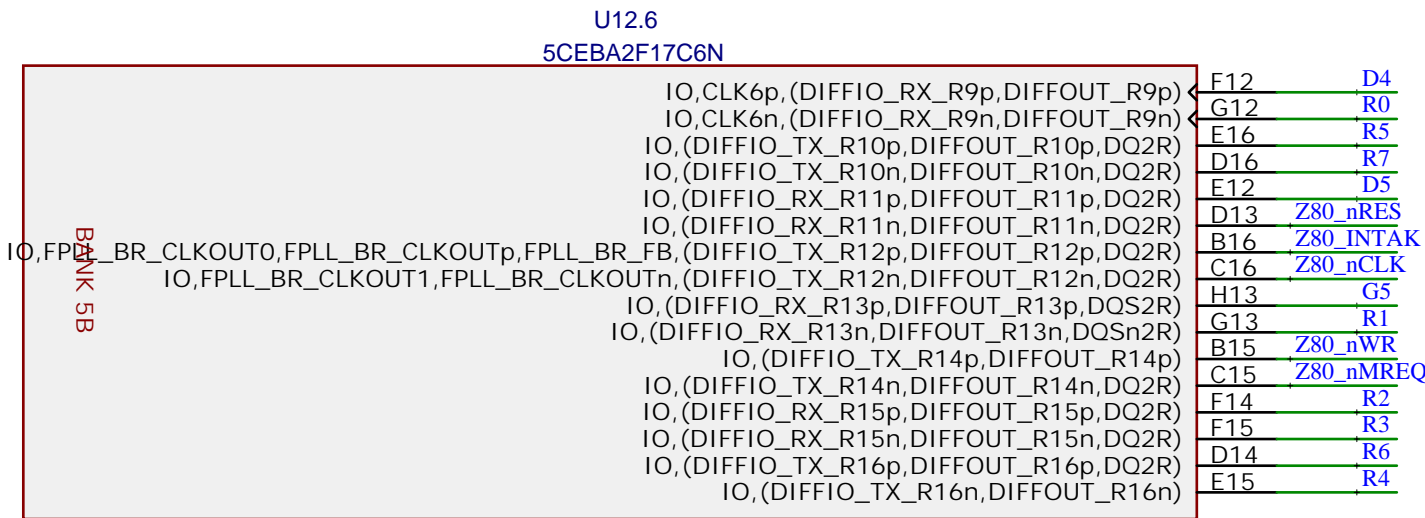 U12.6
5CEBA2F17C6N
BANK 5B
IO,CLK6p,(DIFFIO_RX_R9p,DIFFOUT_R9p) F12 D4
IO,CLK6n,(DIFFIO_RX_R9n,DIFFOUT_R9n) G12 R0
IO,(DIFFIO_TX_R10p,DIFFOUT_R10p,DQ2R) E16 R5
IO,(DIFFIO_TX_R10n,DIFFOUT_R10n,DQ2R) D16 R7
IO,(DIFFIO_RX_R11p,DIFFOUT_R11p,DQ2R) E12 D5
IO,(DIFFIO_RX_R11n,DIFFOUT_R11n,DQ2R) D13 Z80_nRES
IO,FPLL_BR_CLKOUT0,FPLL_BR_CLKOUTp,FPLL_BR_FB,(DIFFIO_TX_R12p,DIFFOUT_R12p,DQ2R) B16 Z80_INTAK
IO,FPLL_BR_CLKOUT1,FPLL_BR_CLKOUTn,(DIFFIO_TX_R12n,DIFFOUT_R12n,DQ2R) C16 Z80_nCLK
IO,(DIFFIO_RX_R13p,DIFFOUT_R13p,DQS2R) H13 G5
IO,(DIFFIO_RX_R13n,DIFFOUT_R13n,DQSn2R) G13 R1
IO,(DIFFIO_TX_R14p,DIFFOUT_R14p) B15 Z80_nWR
IO,(DIFFIO_TX_R14n,DIFFOUT_R14n,DQ2R) C15 Z80_nMREQ
IO,(DIFFIO_RX_R15p,DIFFOUT_R15p,DQ2R) F14 R2
IO,(DIFFIO_RX_R15n,DIFFOUT_R15n,DQ2R) F15 R3
IO,(DIFFIO_TX_R16p,DIFFOUT_R16p,DQ2R) D14 R6
IO,(DIFFIO_TX_R16n,DIFFOUT_R16n) E15 R4